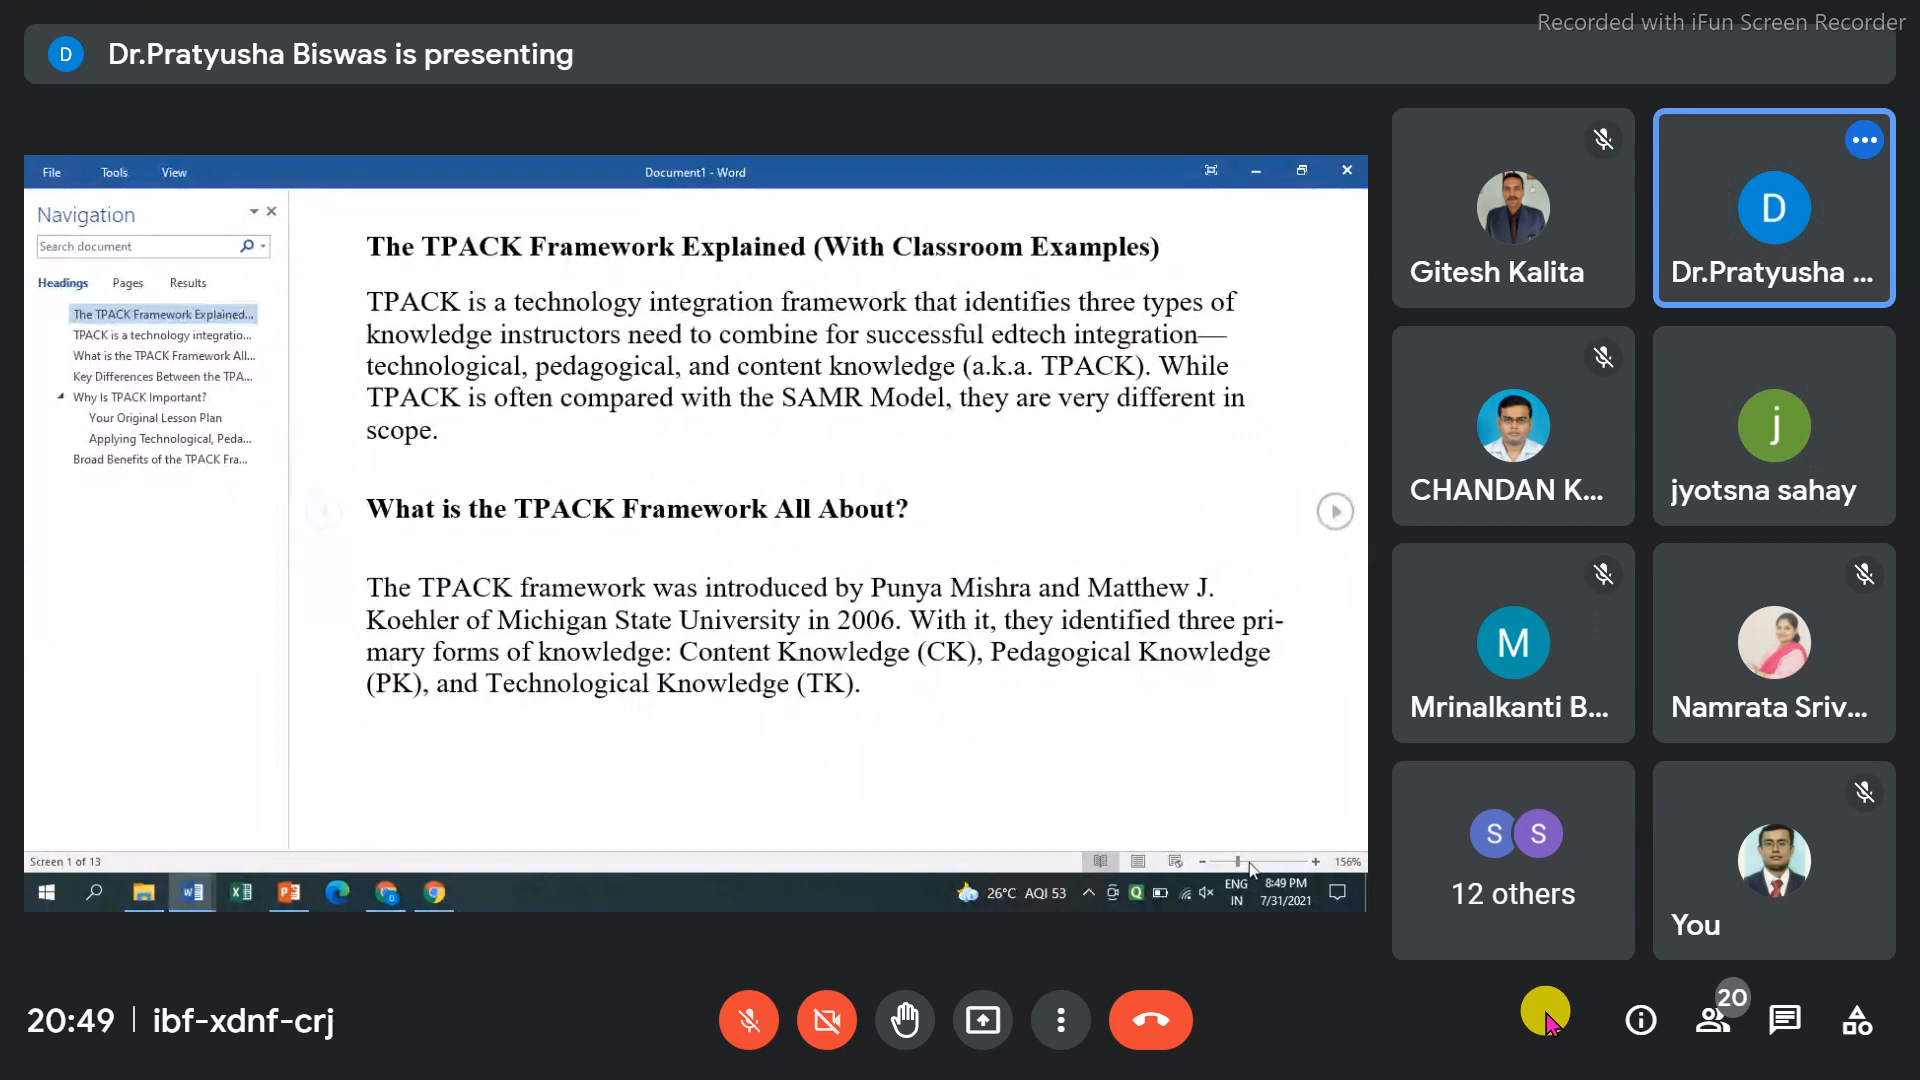 Recorded with iFun Screen Recorder
D Dr.Pratyusha Biswas is presenting
File Tools View Document1 - Word
Navigation
Search document
Headings Pages Results
The TPACK Framework Explained...
TPACK is a technology integratio...
What is the TPACK Framework All...
Key Differences Between the TPA...
Why Is TPACK Important?
Your Original Lesson Plan
Applying Technological, Peda...
Broad Benefits of the TPACK Fra...
The TPACK Framework Explained (With Classroom Examples)
TPACK is a technology integration framework that identifies three types of
knowledge instructors need to combine for successful edtech integration—
technological, pedagogical, and content knowledge (a.k.a. TPACK). While
TPACK is often compared with the SAMR Model, they are very different in
scope.
What is the TPACK Framework All About?
The TPACK framework was introduced by Punya Mishra and Matthew J.
Koehler of Michigan State University in 2006. With it, they identified three pri-
mary forms of knowledge: Content Knowledge (CK), Pedagogical Knowledge
(PK), and Technological Knowledge (TK).
Screen 1 of 13
156%
26°C AQI 53
ENG
IN
8:49 PM
7/31/2021
Gitesh Kalita
D
Dr.Pratyusha ...
CHANDAN K...
j
jyotsna sahay
M
Mrinalkanti B...
Namrata Sriv...
S S
12 others
You
20:49 ibf-xdnf-crj
20